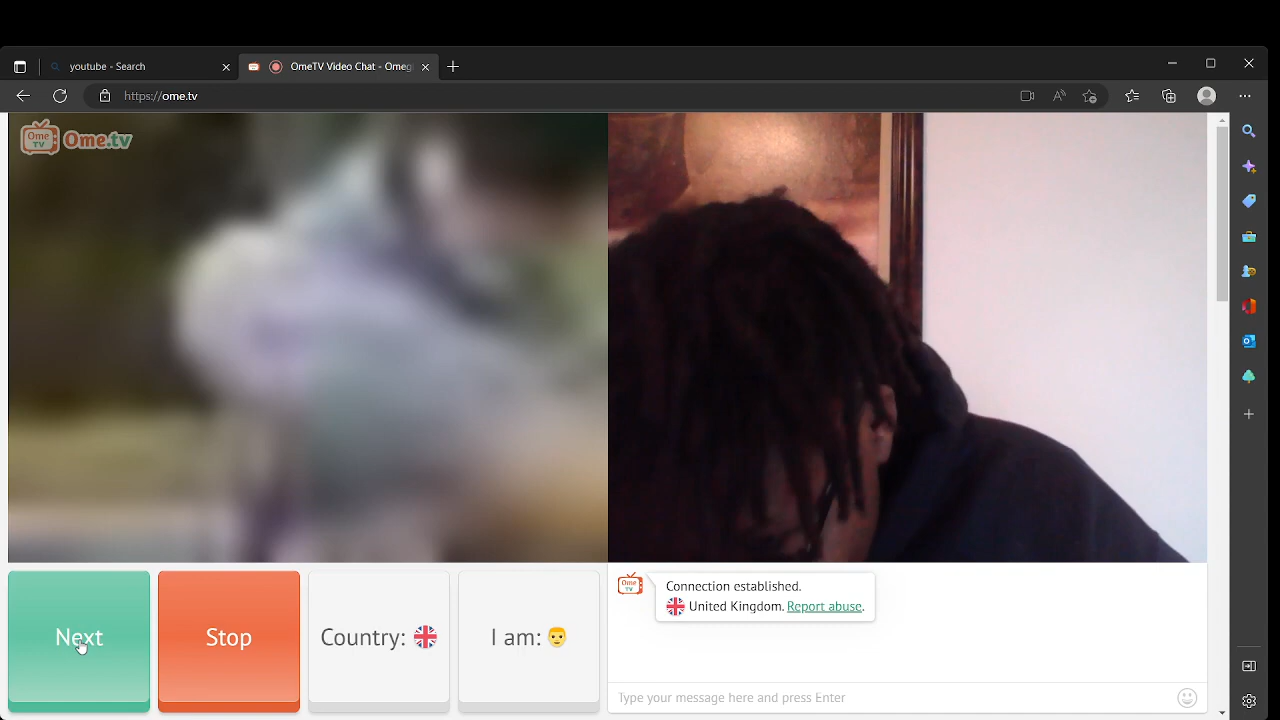 youtube - Search
OmeTV Video Chat - Omeg
https://ome.tv
Ome TV Ome.tv
Connection established.
United Kingdom. Report abuse.
Next
Stop
Country:
I am:
Type your message here and press Enter